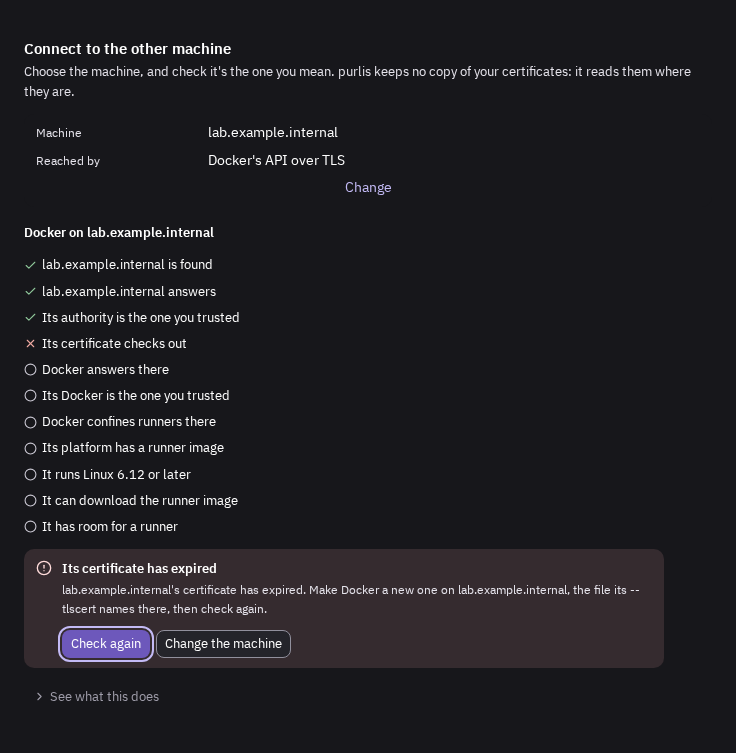 Connect to the other machine
Choose the machine, and check it's the one you mean. purlis keeps no copy of your certificates: it reads them where
they are.
Machine lab.example.internal
Reached by Docker's API over TLS
Change
Docker on lab.example.internal
lab.example.internal is found
lab.example.internal answers
Its authority is the one you trusted
Its certificate checks out
Docker answers there
Its Docker is the one you trusted
Docker confines runners there
Its platform has a runner image
It runs Linux 6.12 or later
It can download the runner image
It has room for a runner
Its certificate has expired
lab.example.internal's certificate has expired. Make Docker a new one on lab.example.internal, the file its --
tlscert names there, then check again.
Check again Change the machine
See what this does